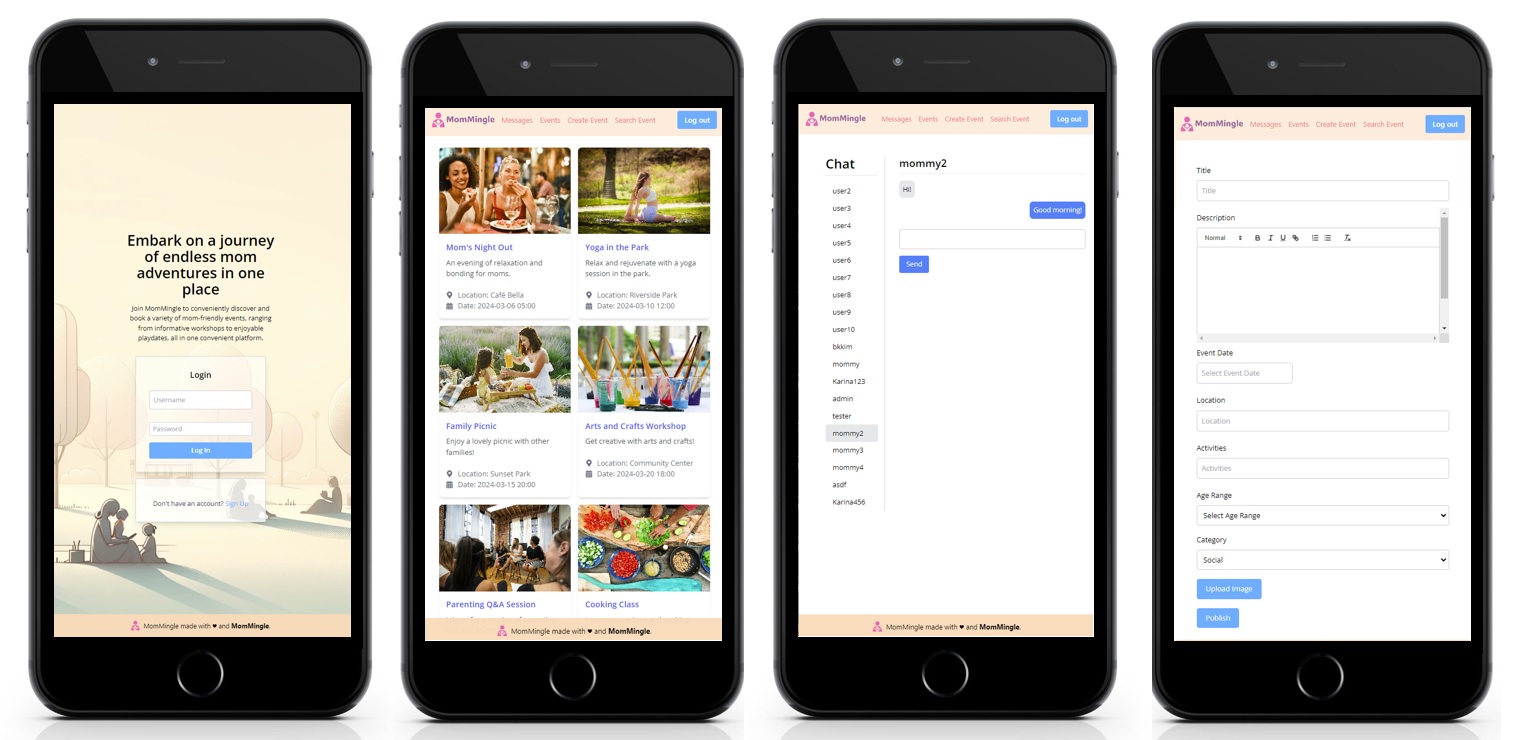 Embark on a journey
of endless mom
adventures in one
place
Join MomMingle to conveniently discover and
book a variety of mom-friendly events, ranging
from informative workshops to enjoyable
playdates, all in one convenient platform.
Login
Username
Password
Log In
Don't have an account? Sign Up
MomMingle made with ♥ and MomMingle.
MomMingle Messages Events Create Event Search Event Log out
Mom's Night Out
An evening of relaxation and
bonding for moms.
Location: Café Bella
Date: 2024-03-06 05:00
Yoga in the Park
Relax and rejuvenate with a yoga
session in the park.
Location: Riverside Park
Date: 2024-03-10 12:00
Family Picnic
Enjoy a lovely picnic with other
families!
Location: Sunset Park
Date: 2024-03-15 20:00
Arts and Crafts Workshop
Get creative with arts and crafts!
Location: Community Center
Date: 2024-03-20 18:00
Parenting Q&A Session
Cooking Class
MomMingle made with ♥ and MomMingle.
MomMingle Messages Events Create Event Search Event Log out
Chat
user2
user3
user4
user5
user6
user7
user8
user9
user10
bkkim
mommy
Karina123
admin
tester
mommy2
mommy3
mommy4
asdf
Karina456
mommy2
Hi!
Good morning!
Send
MomMingle made with ♥ and MomMingle.
MomMingle Messages Events Create Event Search Event Log out
Title
Title
Description
Normal B I U
Event Date
Select Event Date
Location
Location
Activities
Activities
Age Range
Select Age Range
Category
Social
Upload Image
Publish